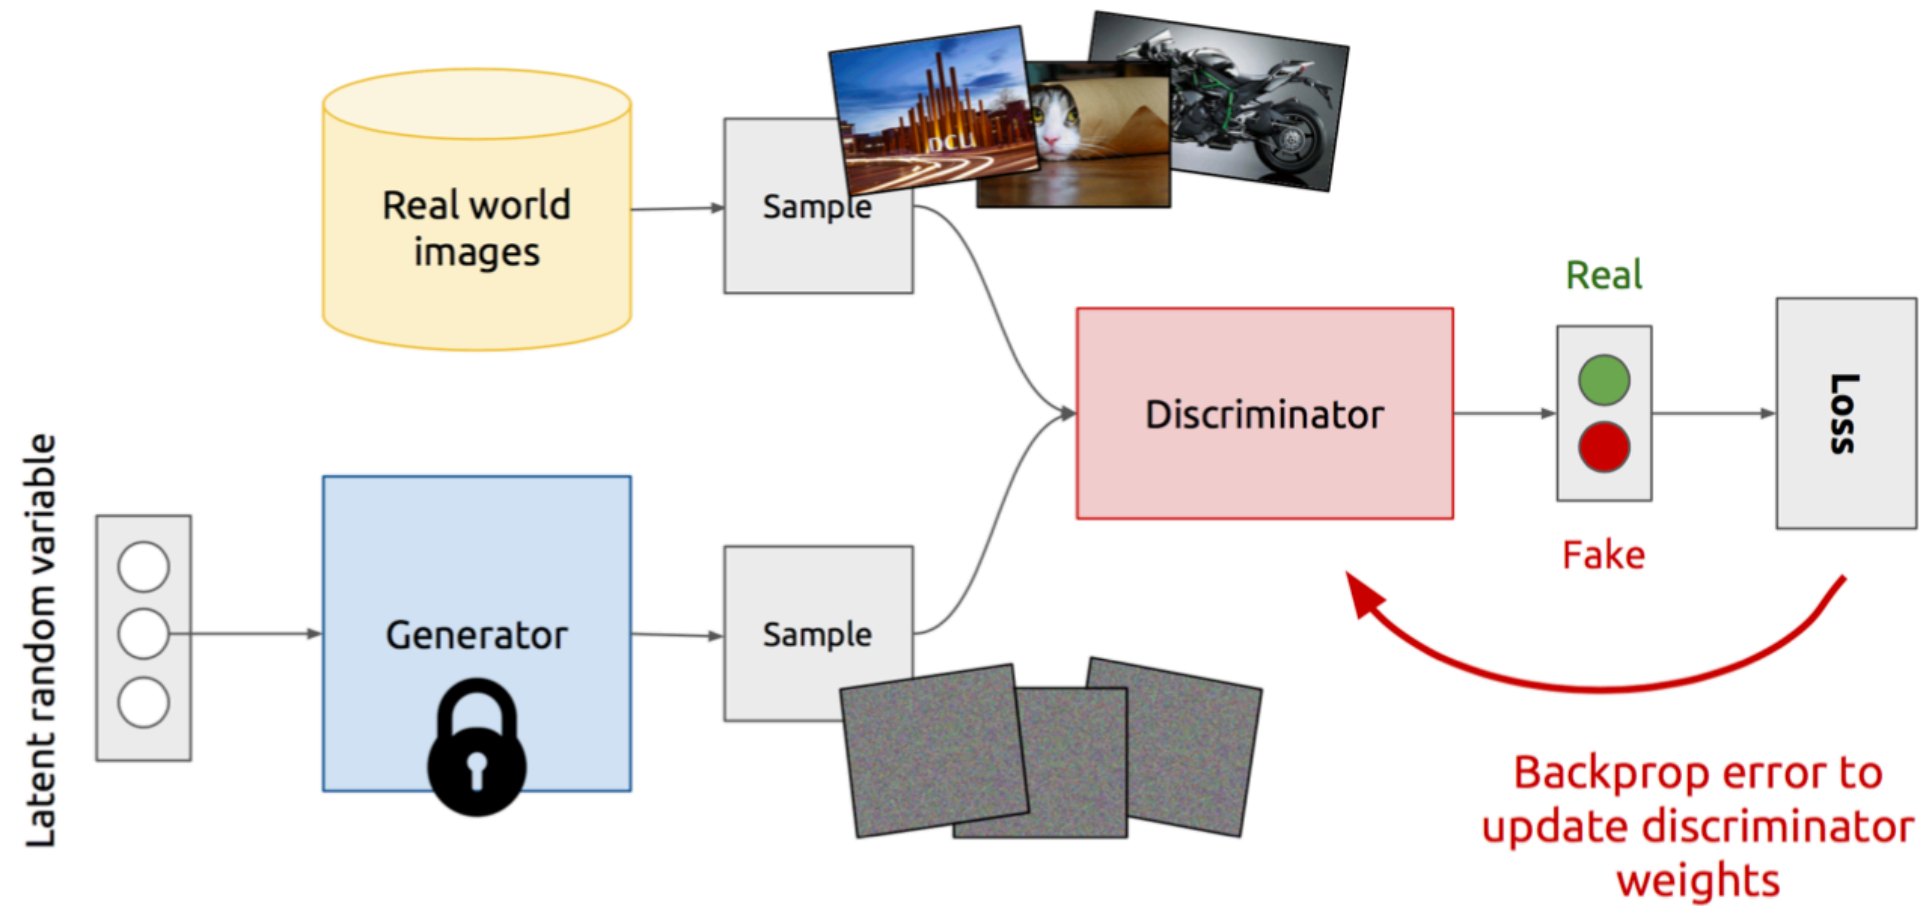 Real world
images
Sample
DCU
Real
Discriminator
Loss
Fake
Latent random variable
Generator
Sample
Backprop error to
update discriminator
weights